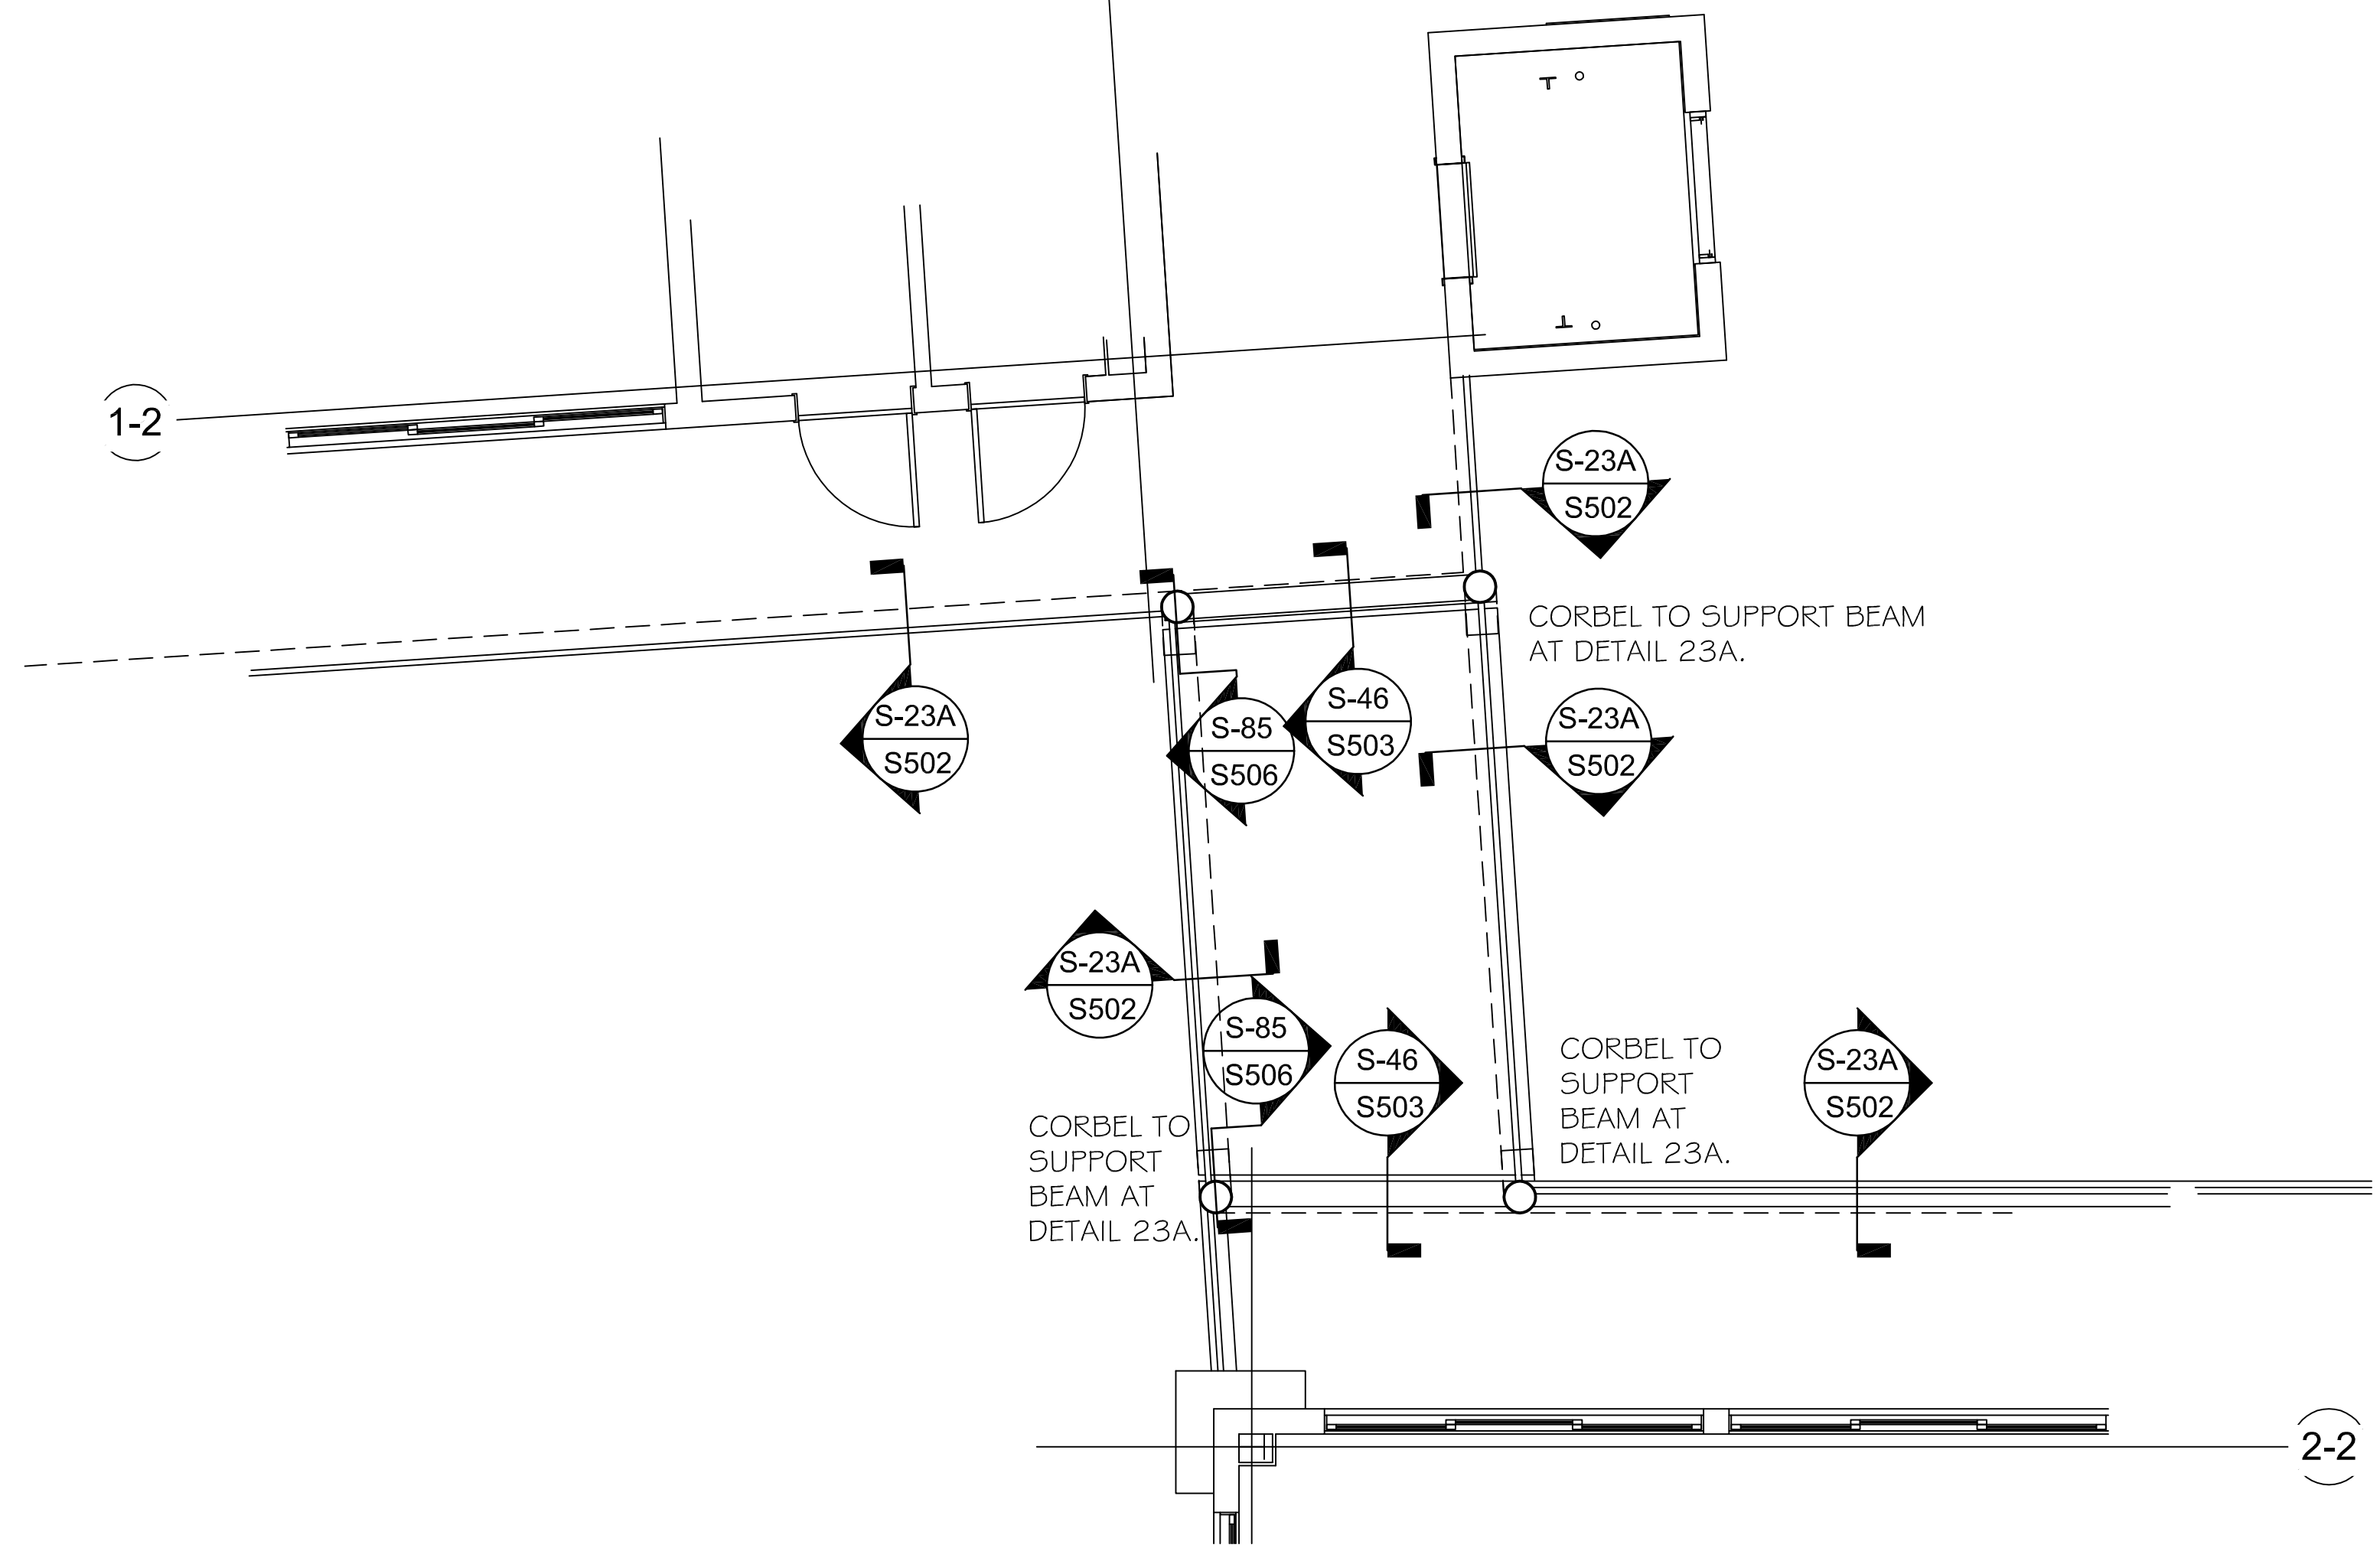 1-2
S-23A
S502
CORBEL TO SUPPORT BEAM
AT DETAIL 23A.
S-23A
S502
S-85
S506
S-46
S503
S-23A
S502
S-23A
S502
S-85
S506
S-46
S503
CORBEL TO
SUPPORT
BEAM AT
DETAIL 23A.
S-23A
S502
CORBEL TO
SUPPORT
BEAM AT
DETAIL 23A.
2-2